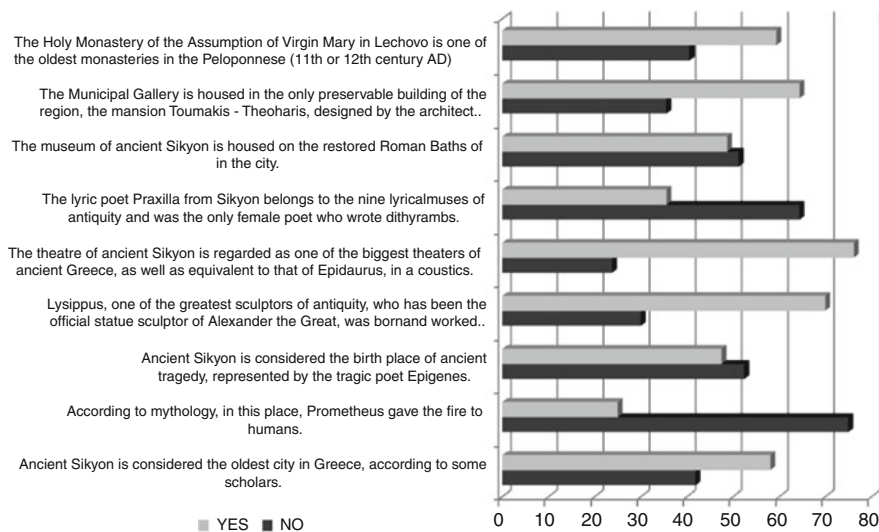 The Holy Monastery of the Assumption of Virgin Mary in Lechovo is one of
the oldest monasteries in the Peloponnese (11th or 12th century AD)
The Municipal Gallery is housed in the only preservable building of the
region, the mansion Toumakis - Theoharis, designed by the architect..
The museum of ancient Sikyon is housed on the restored Roman Baths of
in the city.
The lyric poet Praxilla from Sikyon belongs to the nine lyricalmuses of
antiquity and was the only female poet who wrote dithyrambs.
The theatre of ancient Sikyon is regarded as one of the biggest theaters of
ancient Greece, as well as equivalent to that of Epidaurus, in a coustics.
Lysippus, one of the greatest sculptors of antiquity, who has been the
official statue sculptor of Alexander the Great, was bornand worked..
Ancient Sikyon is considered the birth place of ancient
tragedy, represented by the tragic poet Epigenes.
According to mythology, in this place, Prometheus gave the fire to
humans.
Ancient Sikyon is considered the oldest city in Greece, according to some
scholars.
0 10 20 30 40 50 60 70 80
YES NO